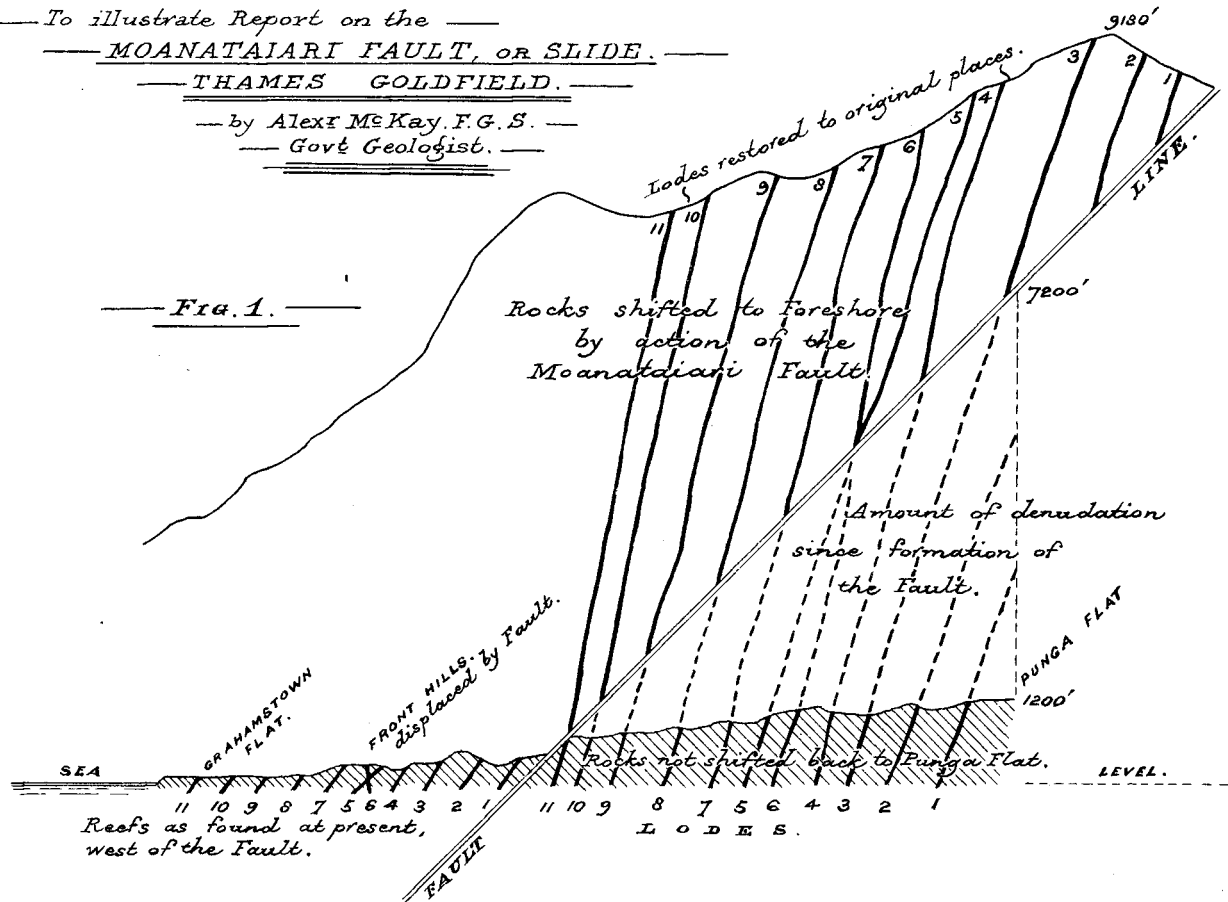 To illustrate Report on the
MOANATAIARI FAULT, OR SLIDE.
THAMES GOLDFIELD.
by Alexr McKay. F.G.S.
Govt Geologist.
FIG. 1.
9180'
Lodes restored to original places.
11 10 9 8 7 6 5 4 3 2 1
LINE.
7200'
Rocks shifted to Foreshore
by action of the
Moanataiari Fault.
Amount of denudation
since formation of
the Fault.
PUNGA FLAT
1200'
GRAHAMSTOWN
FLAT.
FRONT HILLS.
displaced by Fault.
Rocks not shifted back to Punga Flat.
SEA
LEVEL.
11 10 9 8 7 5 6 4 3 2 1
11 10 9 8 7 5 6 4 3 2 1
Reefs as found at present,
west of the Fault.
LODES.
FAULT